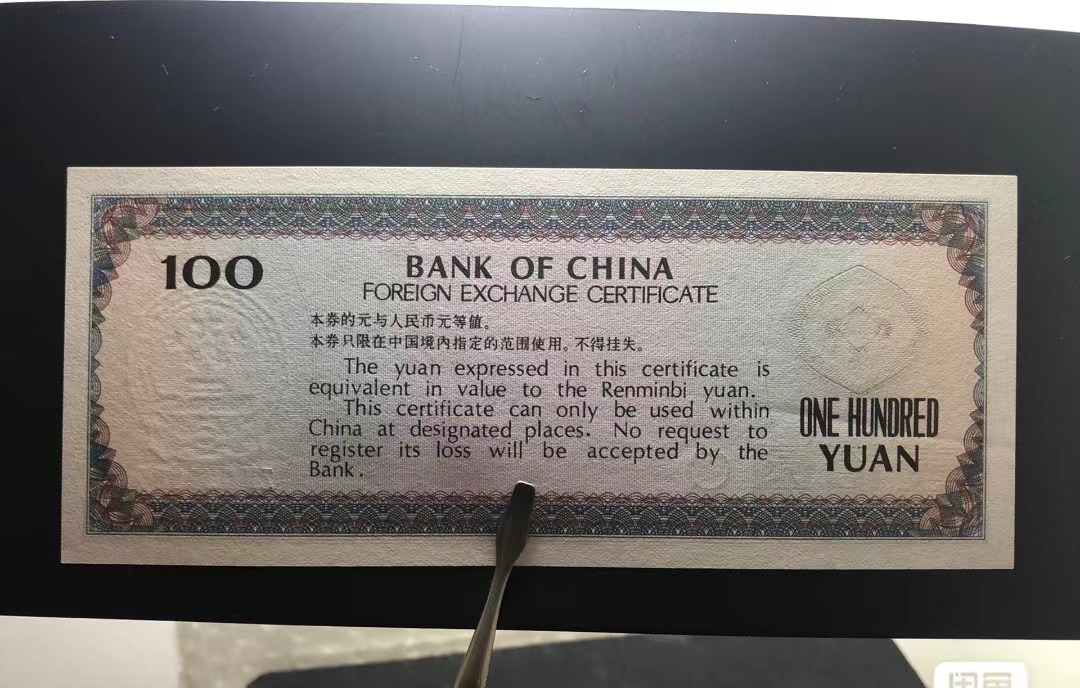 100
BANK OF CHINA
FOREIGN EXCHANGE CERTIFICATE
本券的元与人民币元等值。
本券只限在中国境内指定的范围使用。不得挂失。
The yuan expressed in this certificate is
equivalent in value to the Renminbi yuan.
This certificate can only be used within
China at designated places. No request to
register its loss will be accepted by the
Bank.
ONE HUNDRED
YUAN